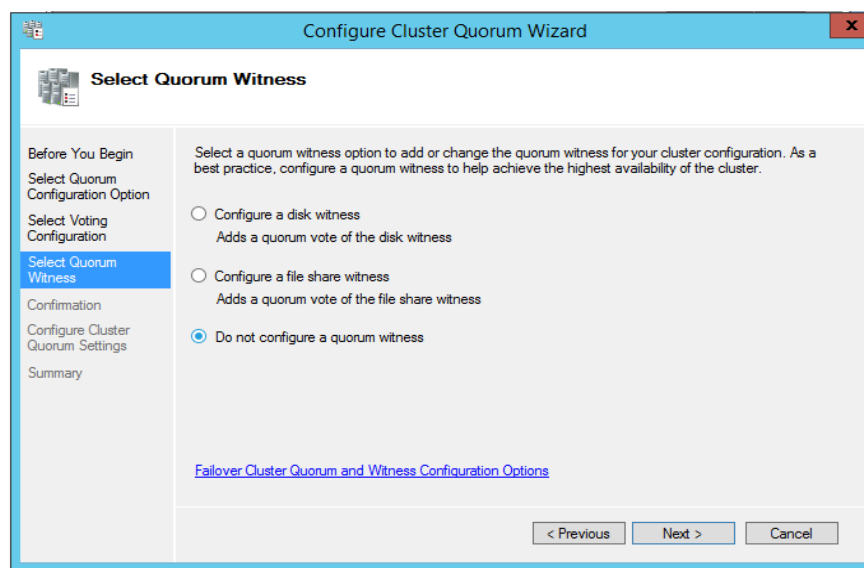 Configure Cluster Quorum Wizard
x
Select Quorum Witness
Before You Begin
Select Quorum
Configuration Option
Select Voting
Configuration
Select Quorum
Witness
Confirmation
Configure Cluster
Quorum Settings
Summary
Select a quorum witness option to add or change the quorum witness for your cluster configuration. As a
best practice, configure a quorum witness to help achieve the highest availability of the cluster.
Configure a disk witness
Adds a quorum vote of the disk witness
Configure a file share witness
Adds a quorum vote of the file share witness
Do not configure a quorum witness
Failover Cluster Quorum and Witness Configuration Options
< Previous
Next >
Cancel